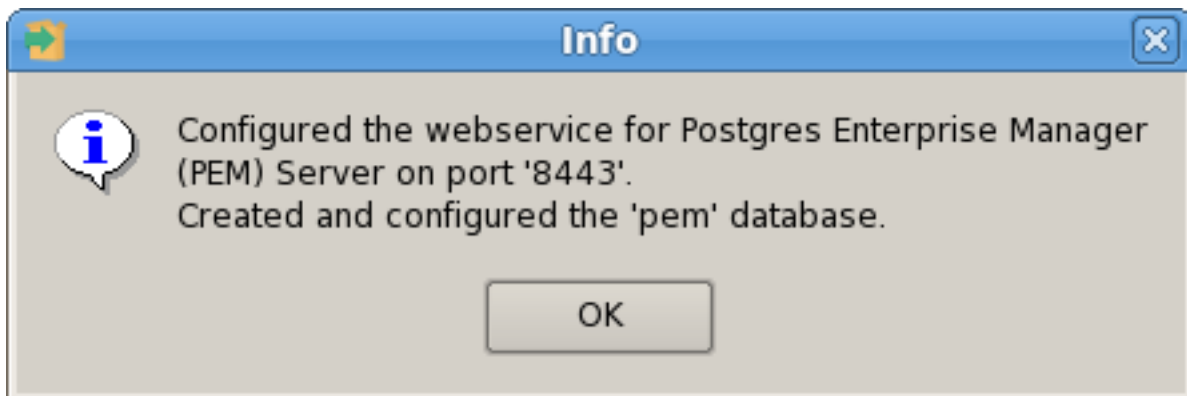 Info
Configured the webservice for Postgres Enterprise Manager
(PEM) Server on port '8443'.
Created and configured the 'pem' database.
OK